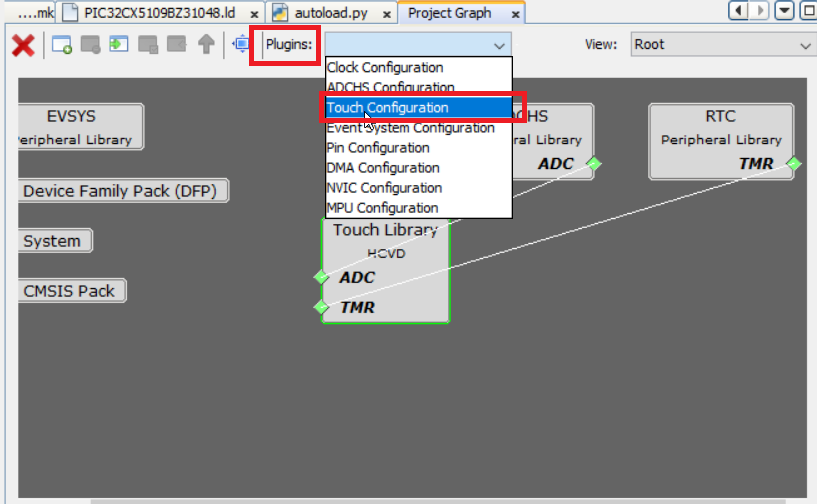 ....mk PIC32CX5109BZ31048.ld x autoload.py x Project Graph x
Plugins: View: Root
Clock Configuration
ADCHS Configuration
Touch Configuration
Event System Configuration
Pin Configuration
DMA Configuration
NVIC Configuration
MPU Configuration
EVSYS
Peripheral Library
Device Family Pack (DFP)
System
CMSIS Pack
CHS
ral Library
ADC
RTC
Peripheral Library
TMR
Touch Library
HCVD
ADC
TMR